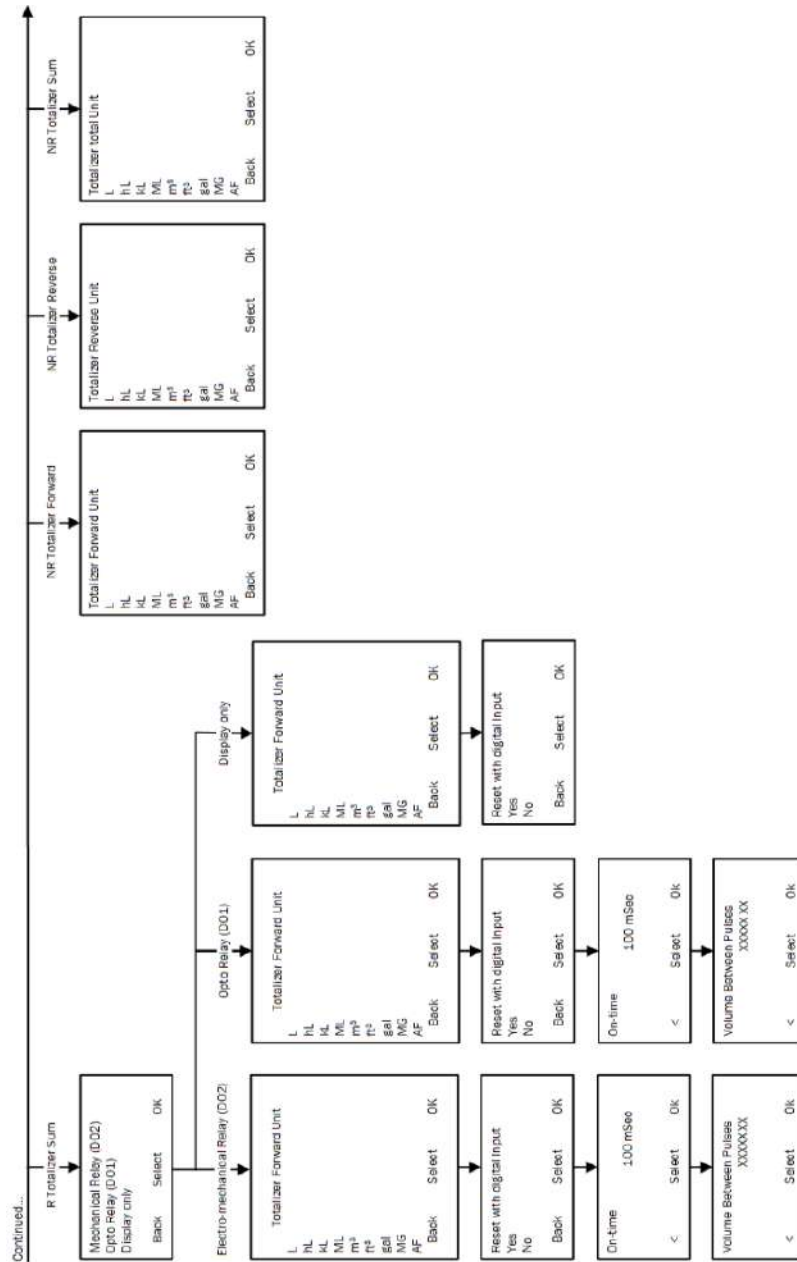 Continued...
R Totalizer Sum
Mechanical Relay (DO2)
Opto Relay (DO1)
Display only
Back Select OK
Electro-mechanical Relay (DO2)
Totalizer Forward Unit
L
hL
kL
ML
m³
ft³
gal
MG
AF
Back Select OK
Reset with digital Input
Yes
No
Back Select OK
On-time
100 mSec
< Select Ok
Volume Between Pulses
XXXXX.XX
< Select Ok
Opto Relay (DO1)
Totalizer Forward Unit
L
hL
kL
ML
m³
ft³
gal
MG
AF
Back Select OK
Reset with digital Input
Yes
No
Back Select OK
On-time
100 mSec
< Select Ok
Volume Between Pulses
XXXXX.XX
< Select Ok
Display only
Totalizer Forward Unit
L
hL
kL
ML
m³
ft³
gal
MG
AF
Back Select OK
Reset with digital Input
Yes
No
Back Select OK
NR Totalizer Forward
Totalizer Forward Unit
L
hL
kL
ML
m³
ft³
gal
MG
AF
Back Select OK
NR Totalizer Reverse
Totalizer Reverse Unit
L
hL
kL
ML
m³
ft³
gal
MG
AF
Back Select OK
NR Totalizer Sum
Totalizer total Unit
L
hL
kL
ML
m³
ft³
gal
MG
AF
Back Select OK